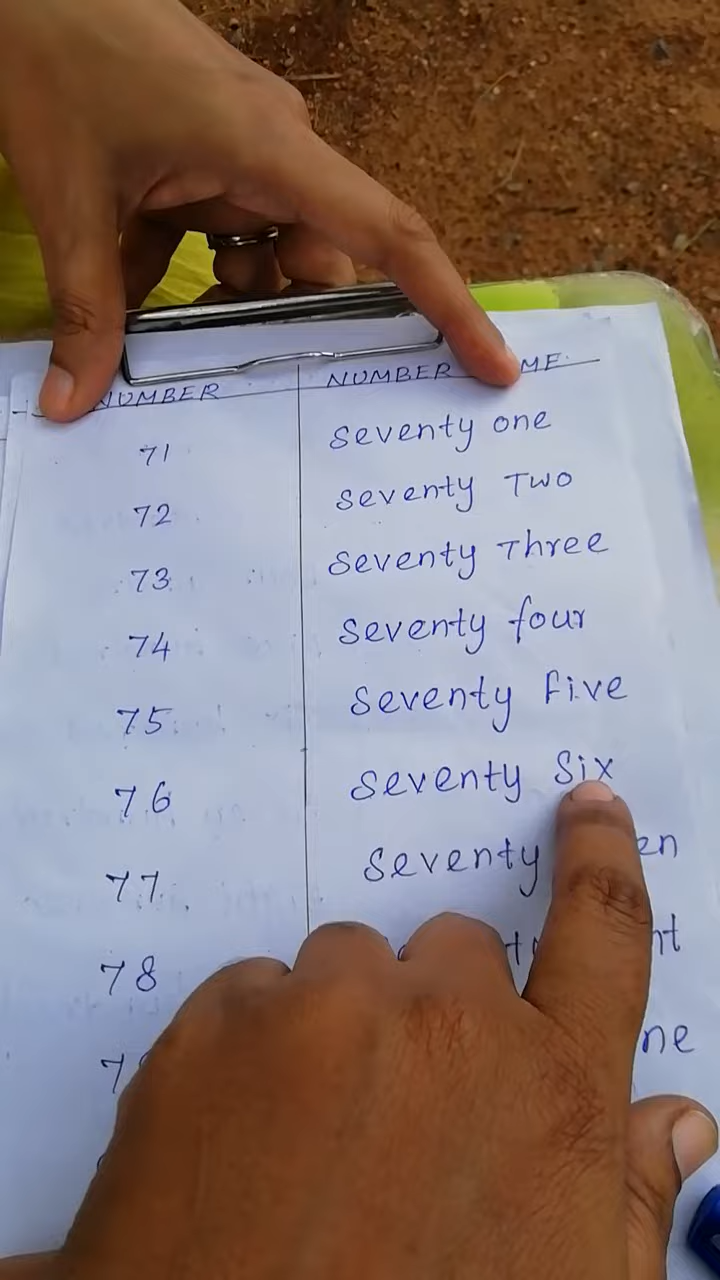 NUMBER NUMBER
71 Seventy one
72 Seventy Two
73 Seventy Three
74 Seventy four
75 Seventy Five
76 Seventy Six
77 Seventy
78